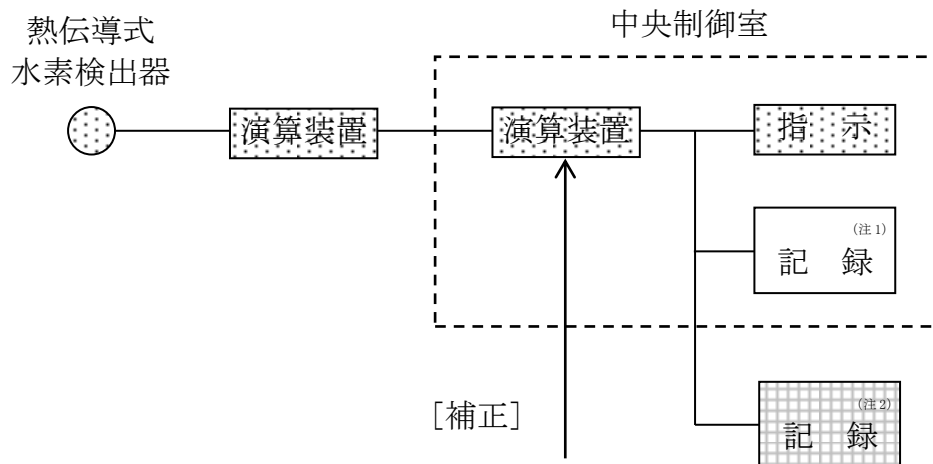 中央制御室
熱伝導式
水素検出器
演算装置
演算装置
指 示
(注1)
記 録
[補正]
(注2)
記 録